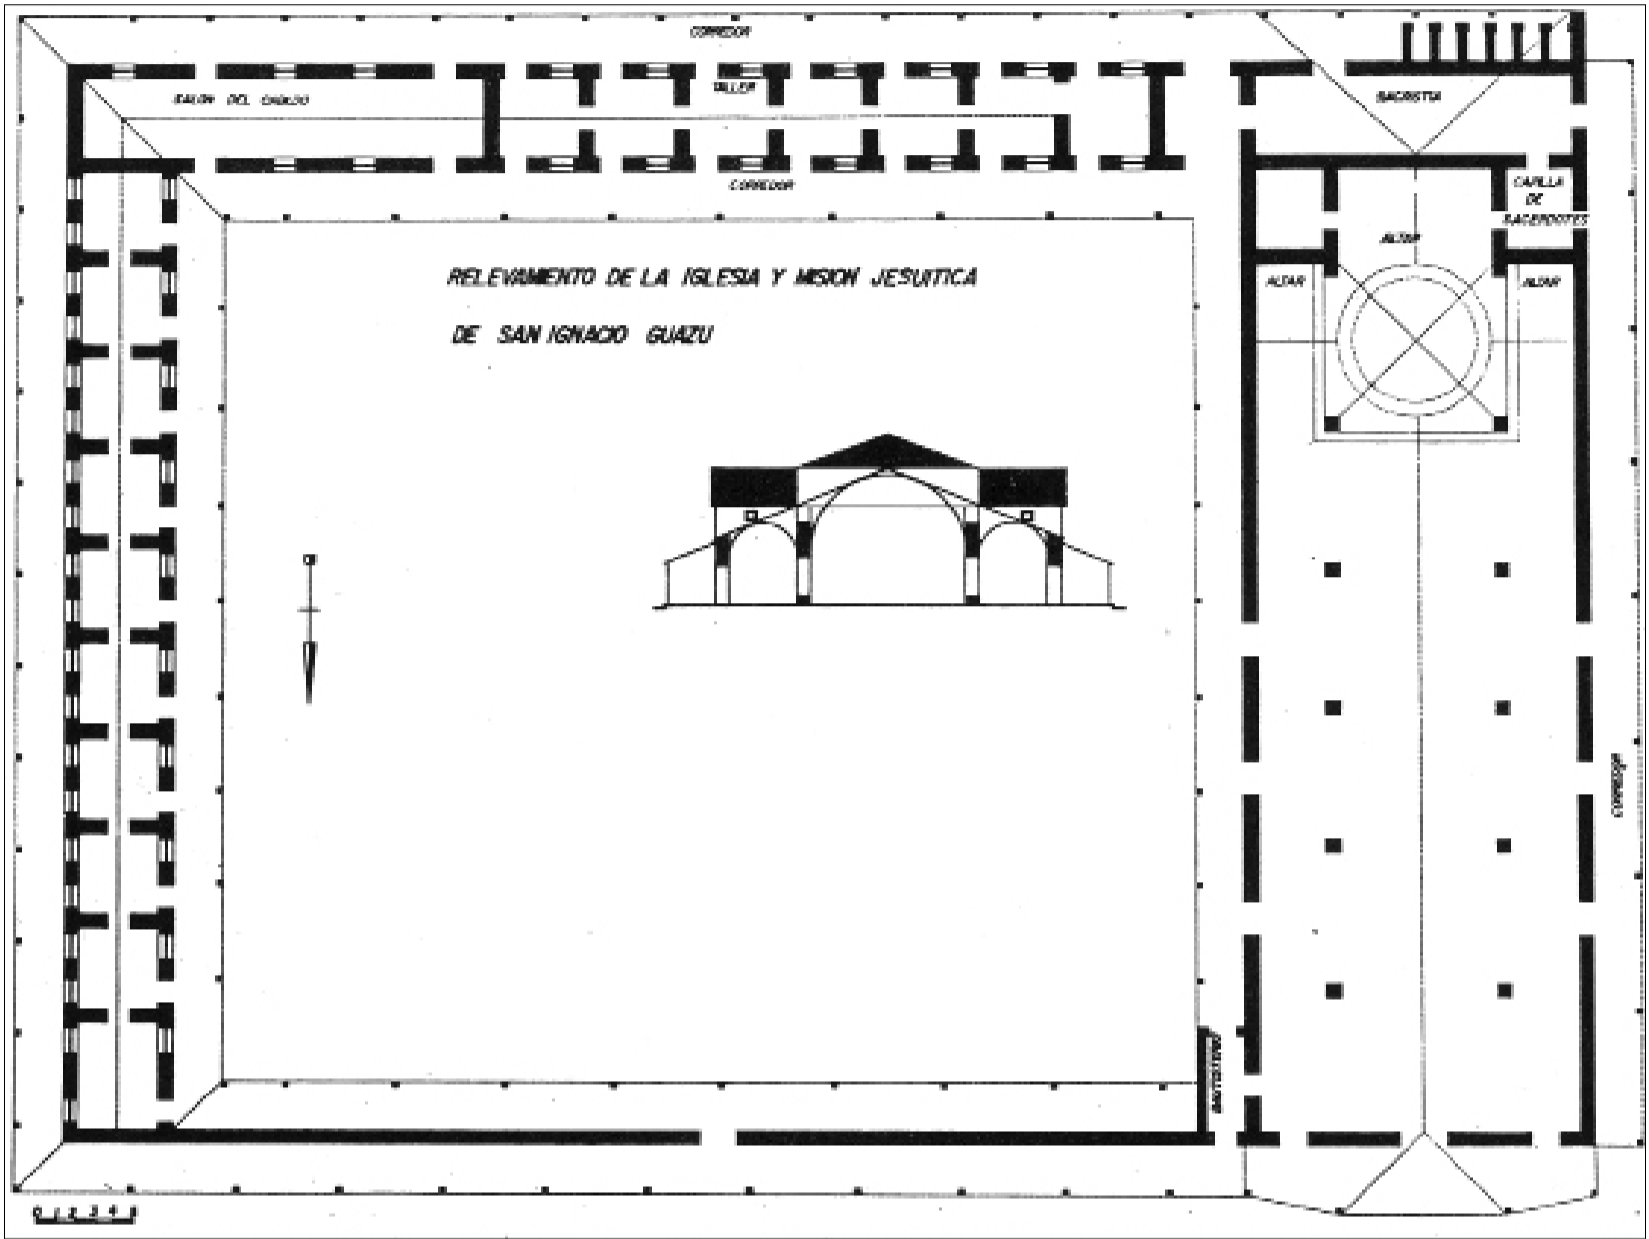 CORREDOR
SALON DEL CABILDO
TALLER
SACRISTIA
CORREDOR
CAPILLA
DE
SACERDOTES
ALTAR
ALTAR
ALTAR
RELEVAMIENTO DE LA IGLESIA Y MISION JESUITICA
DE SAN IGNACIO GUAZU
CORREDOR
BAUTISTERIO
0 1 2 3 4 5